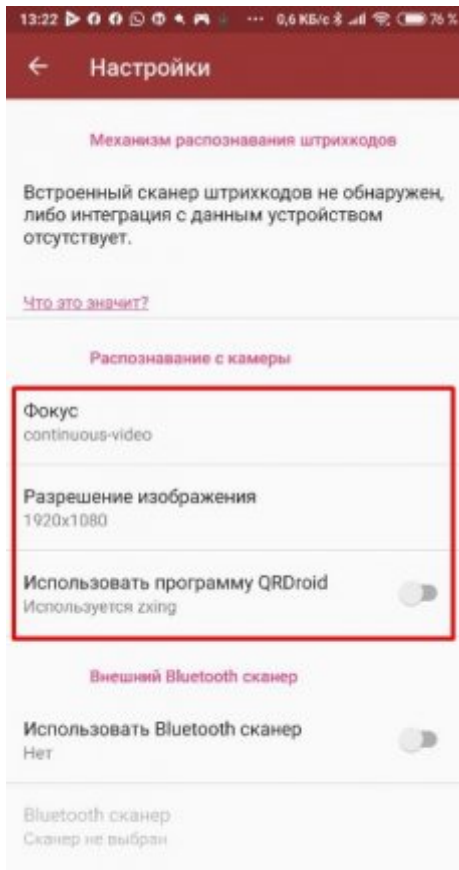 13:22 ... 0,6 КБ/с 76 %
Настройки
Механизм распознавания штрихкодов
Встроенный сканер штрихкодов не обнаружен,
либо интеграция с данным устройством
отсутствует.
Что это значит?
Распознавание с камеры
Фокус
continuous-video
Разрешение изображения
1920x1080
Использовать программу QRDroid
Используется zxing
Внешний Bluetooth сканер
Использовать Bluetooth сканер
Нет
Bluetooth сканер
Сканер не выбран